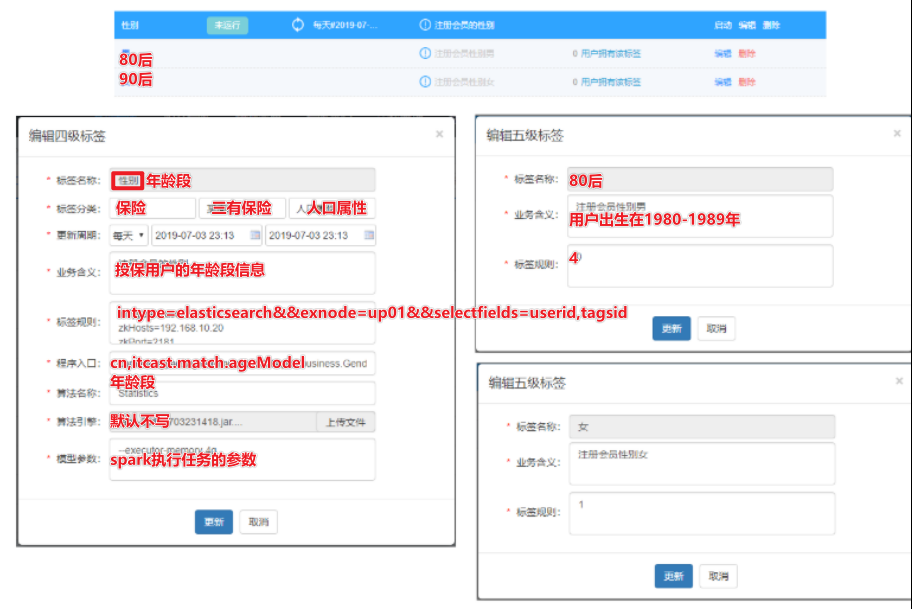 性别 未运行 每天#2019-07-... 注册会员的性别 启动 编辑 删除
80后 注册会员性别男 0 用户拥有该标签 编辑 删除
90后 注册会员性别女 0 用户拥有该标签 编辑 删除
编辑四级标签 ×
* 标签名称: 性别 年龄段
* 标签分类: 保险 三有保险 人口属性
* 更新周期: 每天 2019-07-03 23:13 2019-07-03 23:13
* 业务含义: 投保用户的年龄段信息
intype=elasticsearch&&exnode=up01&&selectfields=userid,tagsid
* 标签规则: zkHosts=192.168.10.20
zkPort=2181
* 程序入口: cn,itcast.match.ageModel usiness.Gend
年龄段
* 算法名称: Statistics
* 算法引擎: 默认不写 703231418.jar... 上传文件
--executor-memory 4g
* 模型参数: spark执行任务的参数
更新 取消
编辑五级标签 ×
* 标签名称: 80后
注册会员性别男
* 业务含义: 用户出生在1980-1989年
* 标签规则: 4
更新 取消
编辑五级标签 ×
* 标签名称: 女
* 业务含义: 注册会员性别女
* 标签规则: 1
更新 取消